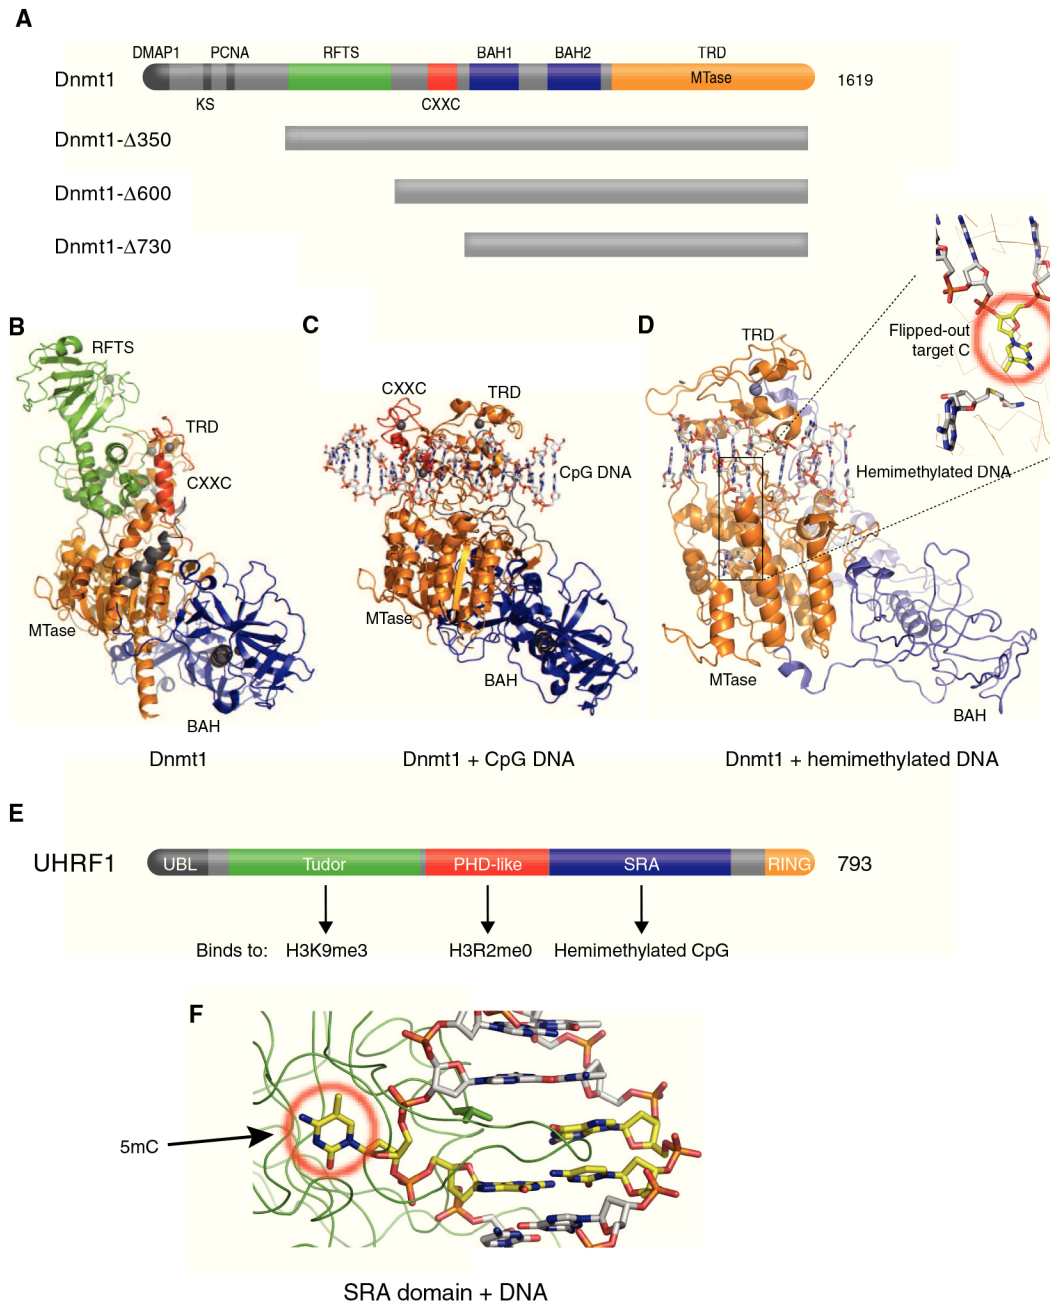 A
DMAP1 PCNA RFTS BAH1 BAH2 TRD
Dnmt1 MTase 1619
KS CXXC
Dnmt1-Δ350
Dnmt1-Δ600
Dnmt1-Δ730
B
RFTS
TRD
CXXC
MTase
BAH
Dnmt1
C
CXXC TRD
CpG DNA
MTase
BAH
Dnmt1 + CpG DNA
D
TRD
Flipped-out
target C
Hemimethylated DNA
MTase
BAH
Dnmt1 + hemimethylated DNA
E
UHRF1 UBL Tudor PHD-like SRA RING 793
Binds to: H3K9me3 H3R2me0 Hemimethylated CpG
F
5mC
SRA domain + DNA